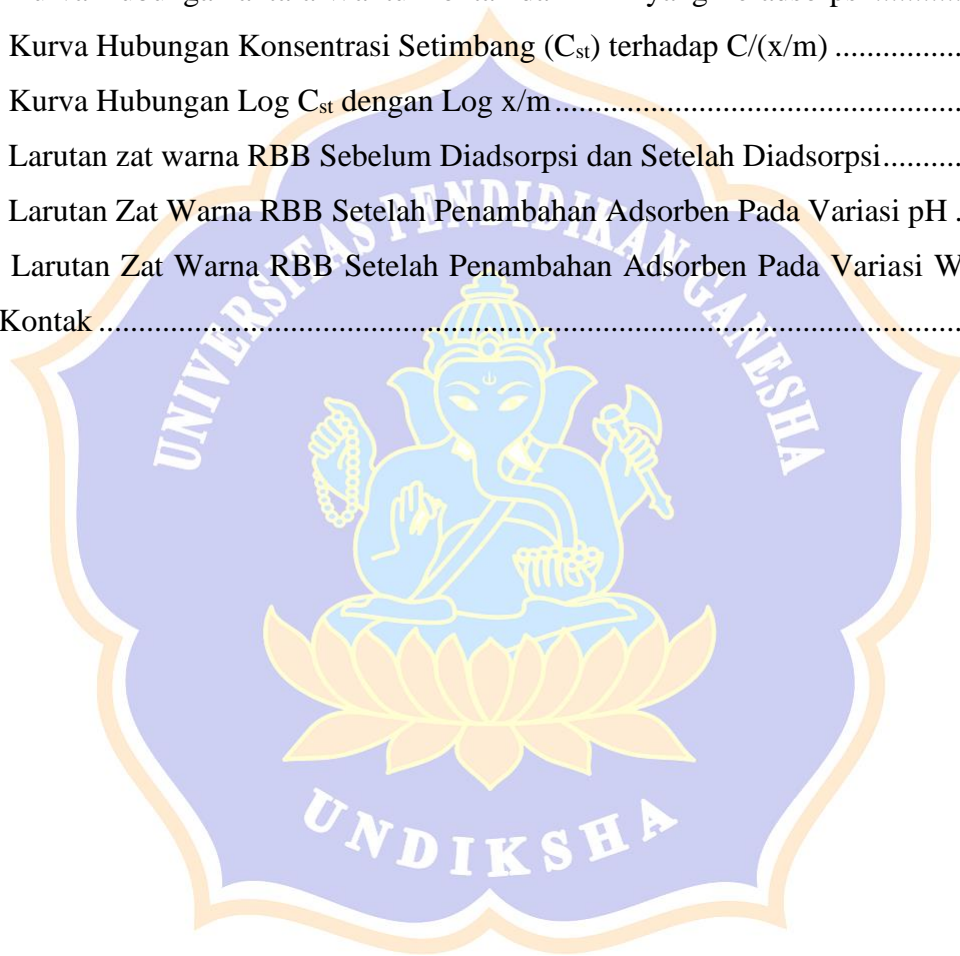 Kurva Hubungan Konsentrasi Setimbang (Cst) terhadap C/(x/m) ................
Kurva Hubungan Log Cst dengan Log x/m....................................................
Larutan zat warna RBB Sebelum Diadsorpsi dan Setelah Diadsorpsi..........
Larutan Zat Warna RBB Setelah Penambahan Adsorben Pada Variasi pH .
Larutan Zat Warna RBB Setelah Penambahan Adsorben Pada Variasi W
Kontak .............................................................................................................
UNIVERSITAS PENDIDIKAN GANESHA
UNDIKSHA